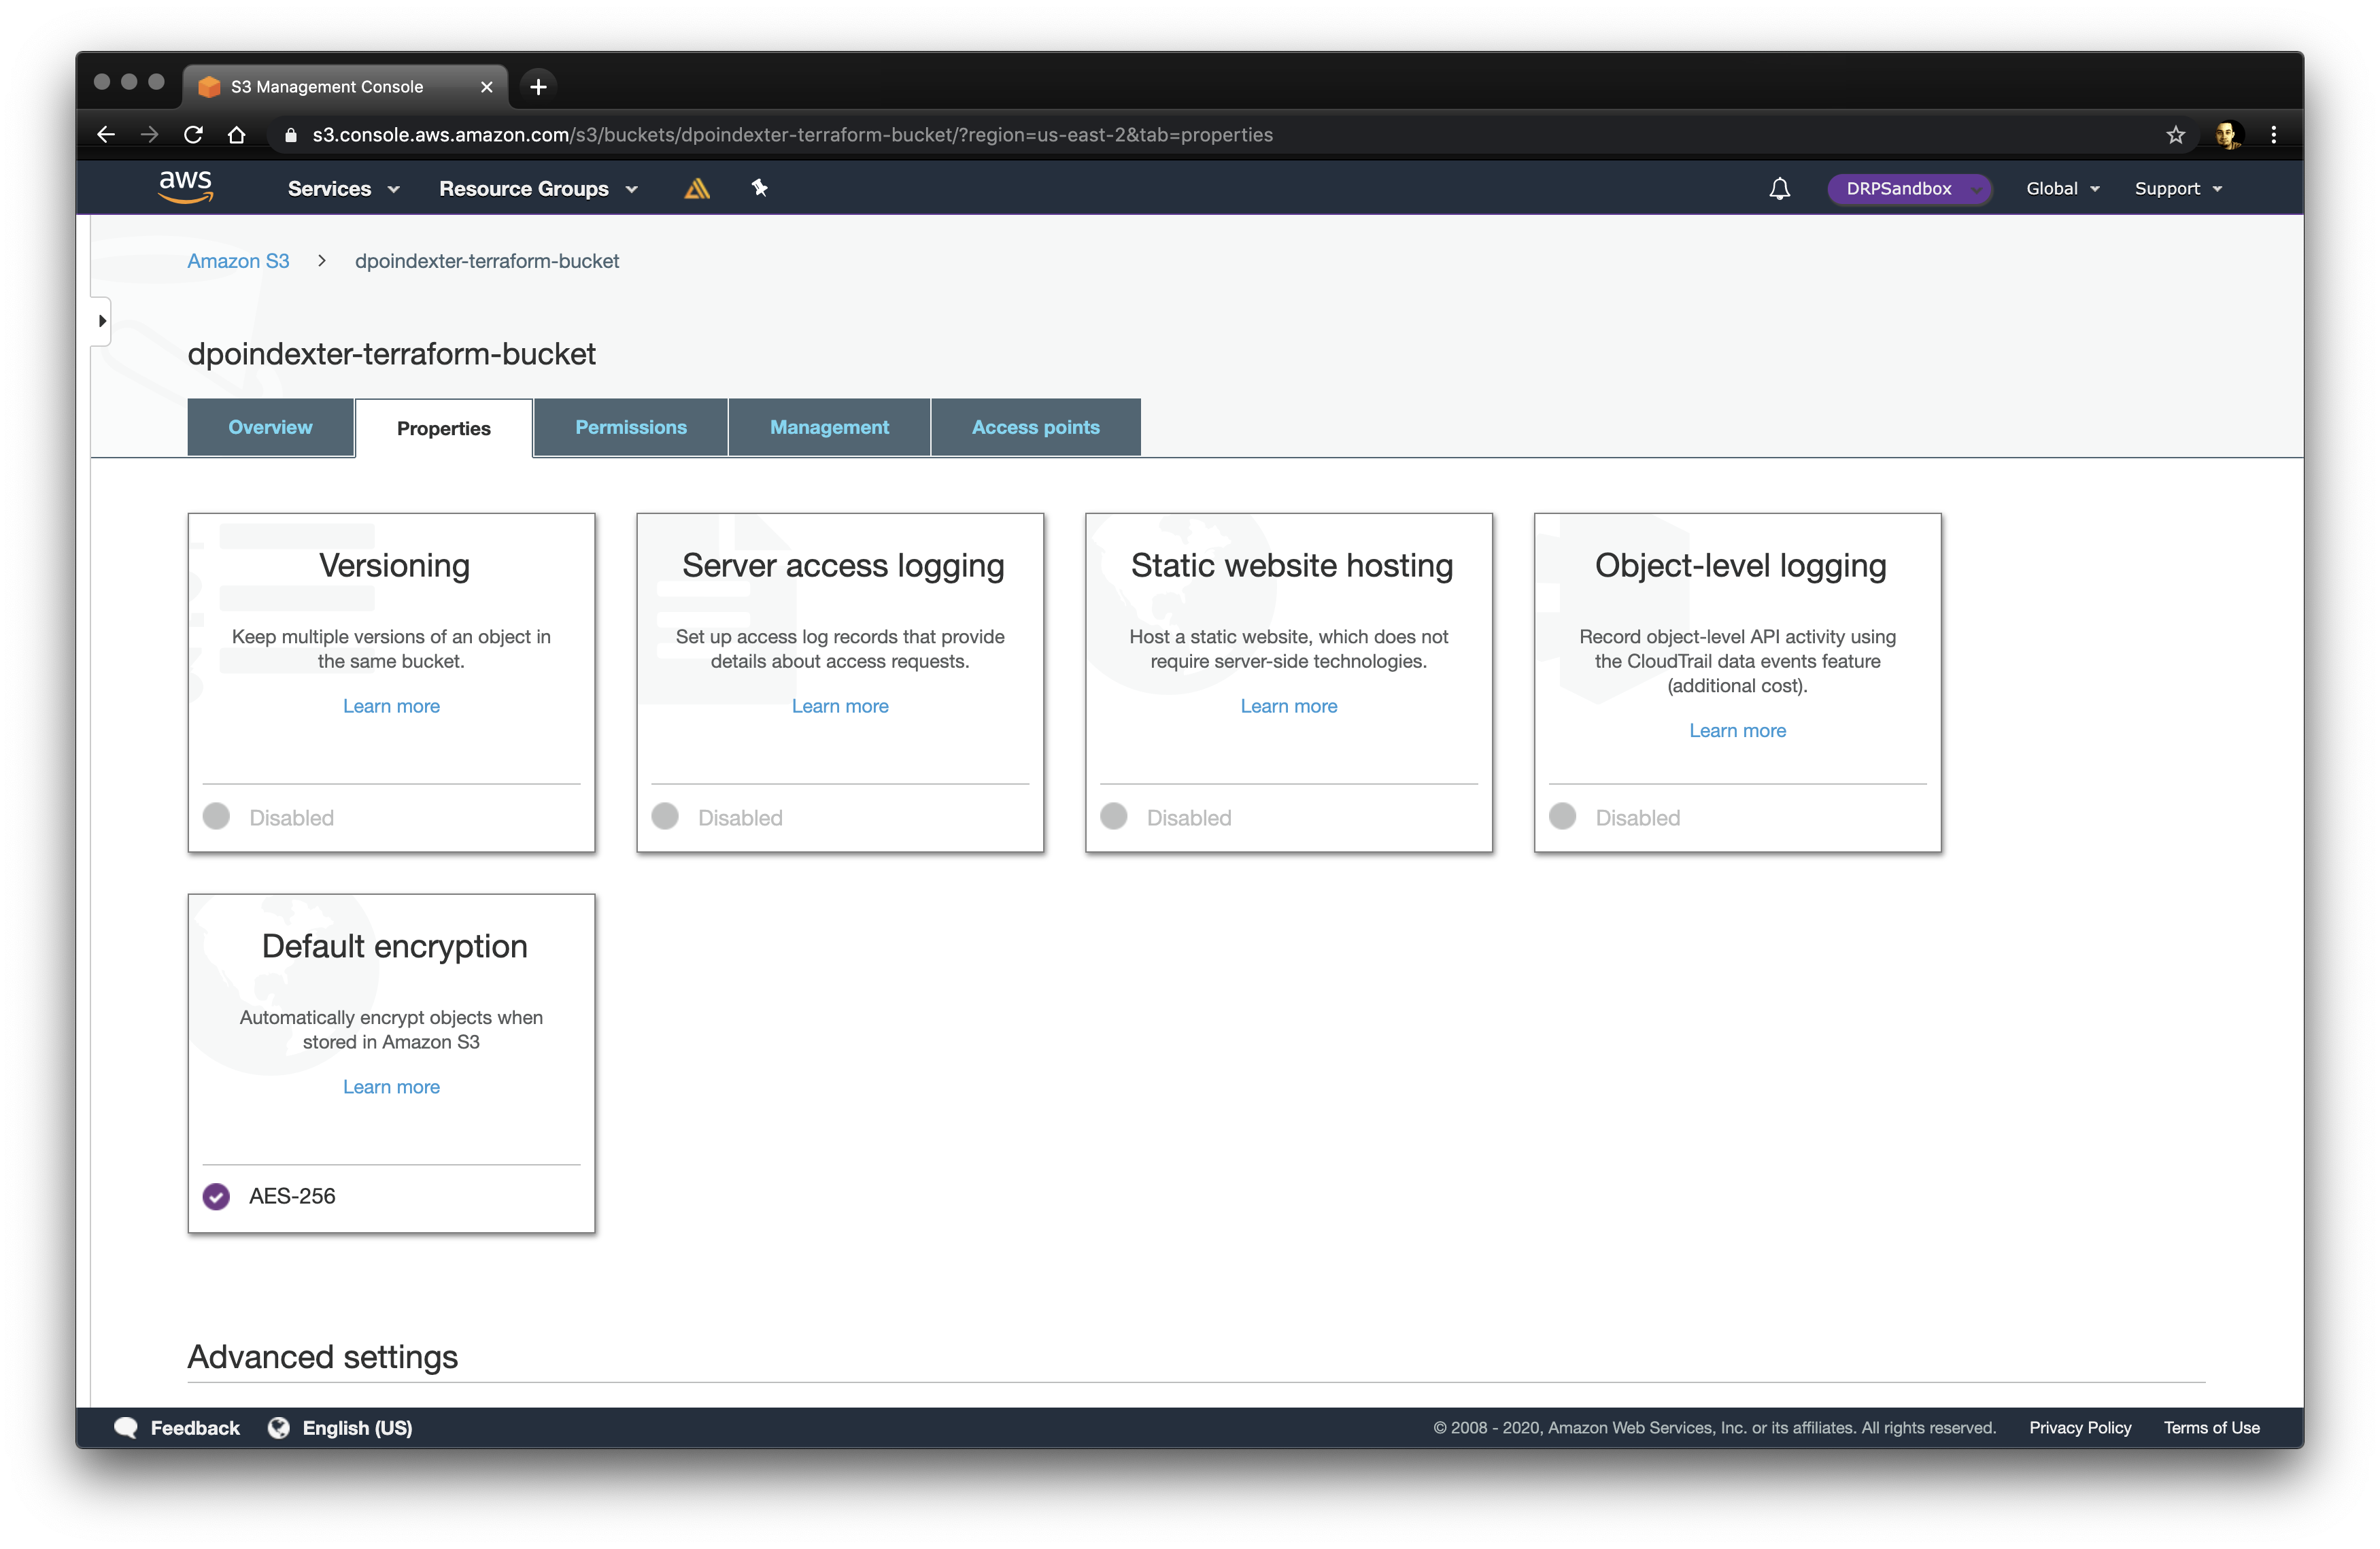 S3 Management Console
s3.console.aws.amazon.com/s3/buckets/dpoindexter-terraform-bucket/?region=us-east-2&tab=properties
aws Services Resource Groups DRPSandbox Global Support
Amazon S3 > dpoindexter-terraform-bucket
dpoindexter-terraform-bucket
Overview Properties Permissions Management Access points
Versioning
Keep multiple versions of an object in
the same bucket.
Learn more
Disabled
Server access logging
Set up access log records that provide
details about access requests.
Learn more
Disabled
Static website hosting
Host a static website, which does not
require server-side technologies.
Learn more
Disabled
Object-level logging
Record object-level API activity using
the CloudTrail data events feature
(additional cost).
Learn more
Disabled
Default encryption
Automatically encrypt objects when
stored in Amazon S3
Learn more
AES-256
Advanced settings
Feedback English (US) © 2008 - 2020, Amazon Web Services, Inc. or its affiliates. All rights reserved. Privacy Policy Terms of Use